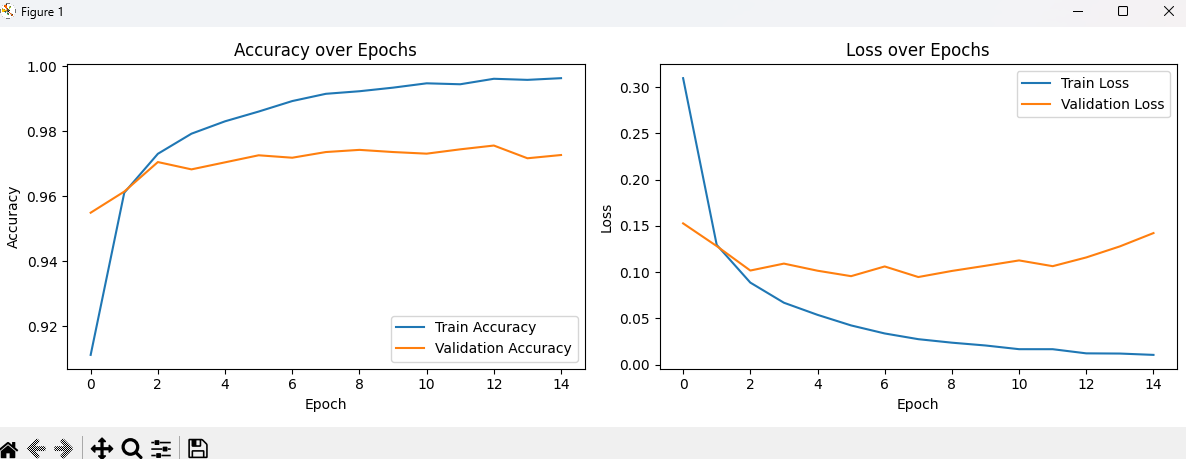 Figure 1
Accuracy over Epochs
1.00
0.98
0.96
0.94
0.92
Accuracy
0 2 4 6 8 10 12 14
Epoch
Train Accuracy
Validation Accuracy
Loss over Epochs
0.30
0.25
0.20
0.15
0.10
0.05
0.00
Loss
0 2 4 6 8 10 12 14
Epoch
Train Loss
Validation Loss